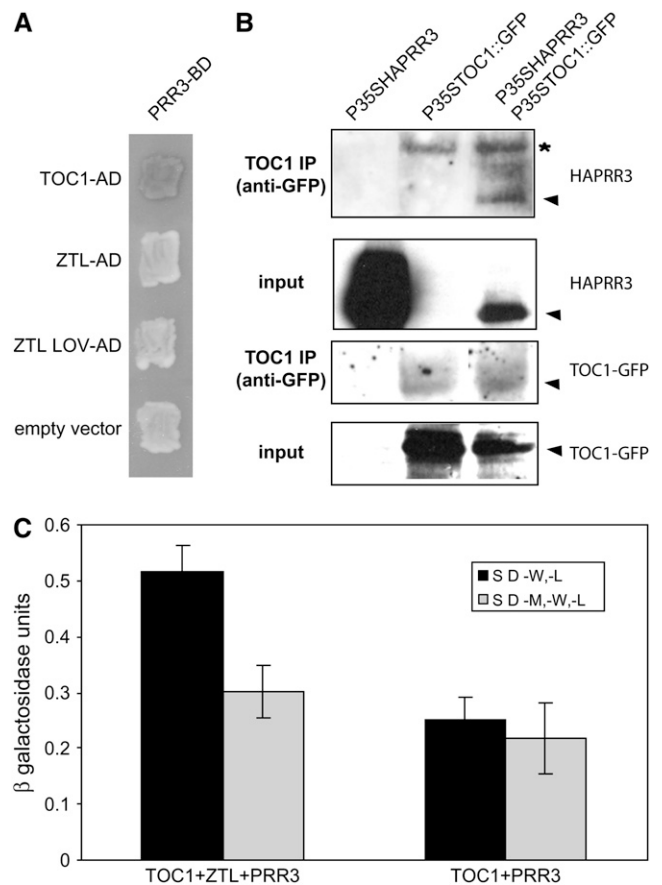 A
PRR3-BD
TOC1-AD
ZTL-AD
ZTL LOV-AD
empty vector
B
P35SHAPRR3
P35STOC1::GFP
P35SHAPRR3
P35STOC1::GFP
TOC1 IP
(anti-GFP)
*
HAPRR3
input
HAPRR3
TOC1 IP
(anti-GFP)
TOC1-GFP
input
TOC1-GFP
C
β galactosidase units
0.6
0.5
0.4
0.3
0.2
0.1
0
S D -W,-L
S D -M,-W,-L
TOC1+ZTL+PRR3
TOC1+PRR3